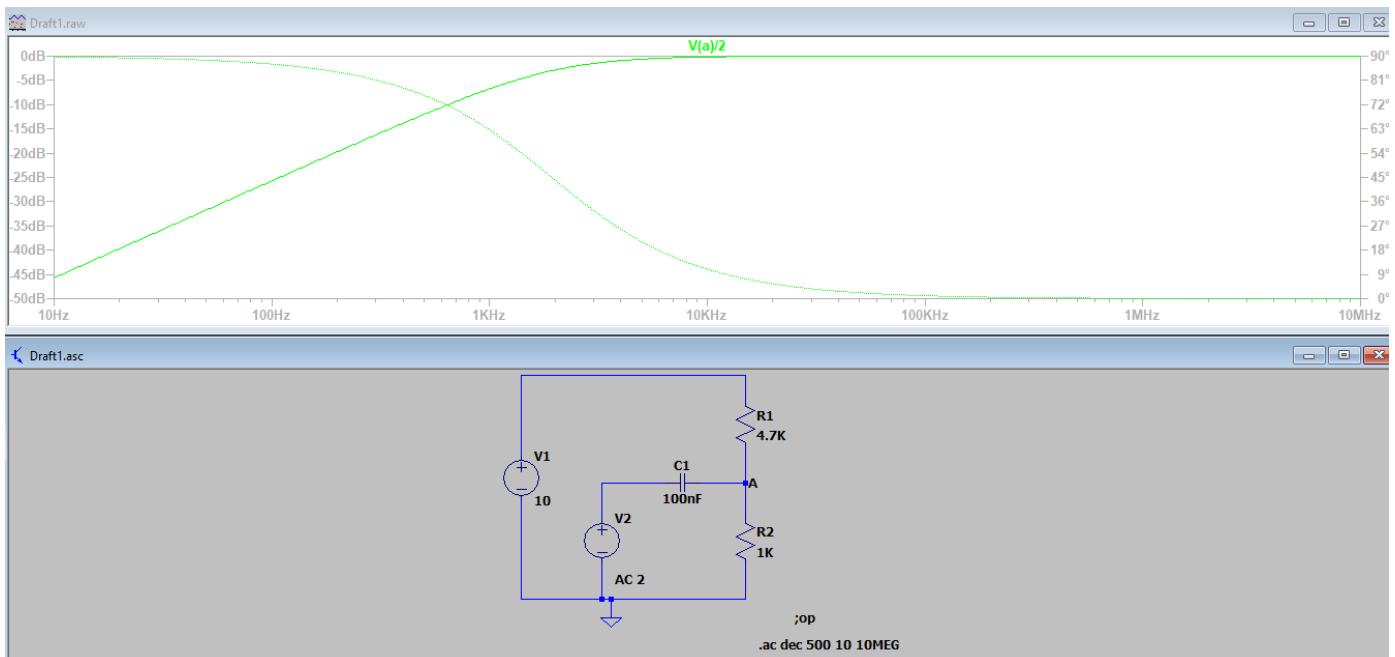 Draft1.raw
V(a)/2
0dB
-5dB
-10dB
-15dB
-20dB
-25dB
-30dB
-35dB
-40dB
-45dB
-50dB
90°
81°
72°
63°
54°
45°
36°
27°
18°
9°
0°
10Hz 100Hz 1KHz 10KHz 100KHz 1MHz 10MHz
Draft1.asc
R1
4.7K
V1
10
C1
100nF
A
V2
AC 2
R2
1K
;op
.ac dec 500 10 10MEG